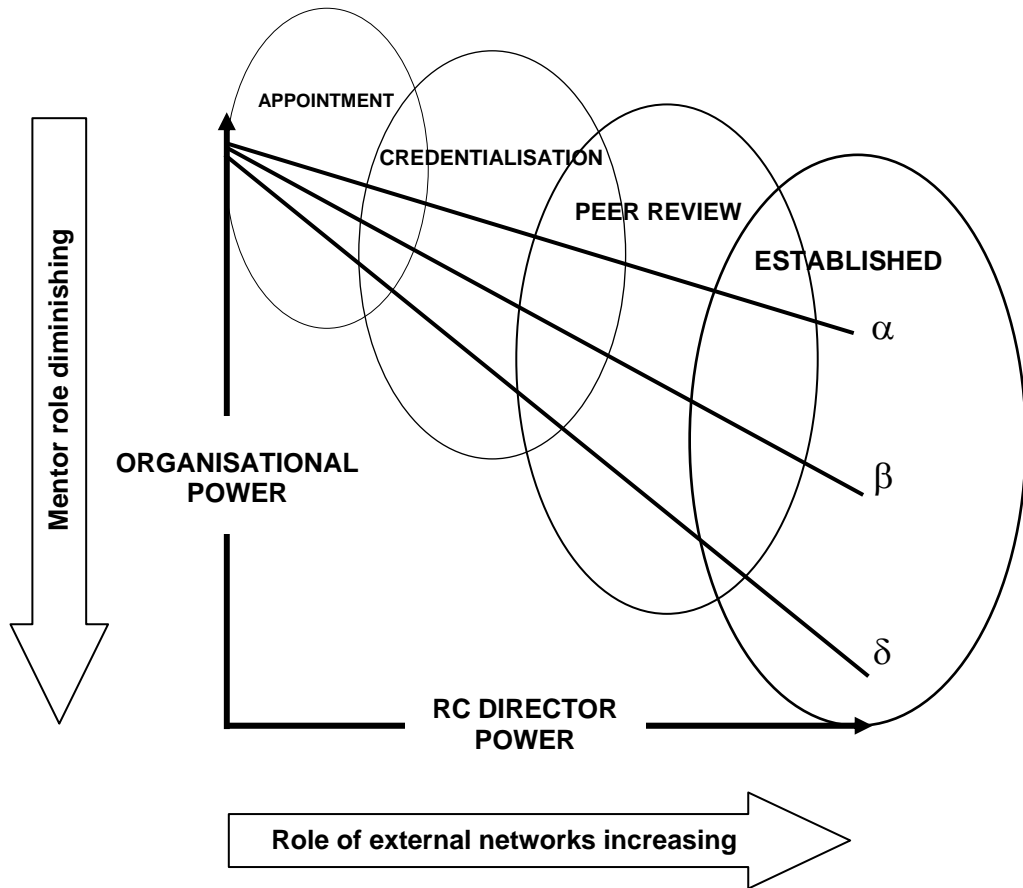 APPOINTMENT
CREDENTIALISATION
PEER REVIEW
ESTABLISHED
α
Mentor role diminishing
ORGANISATIONAL
POWER
β
δ
RC DIRECTOR
POWER
Role of external networks increasing